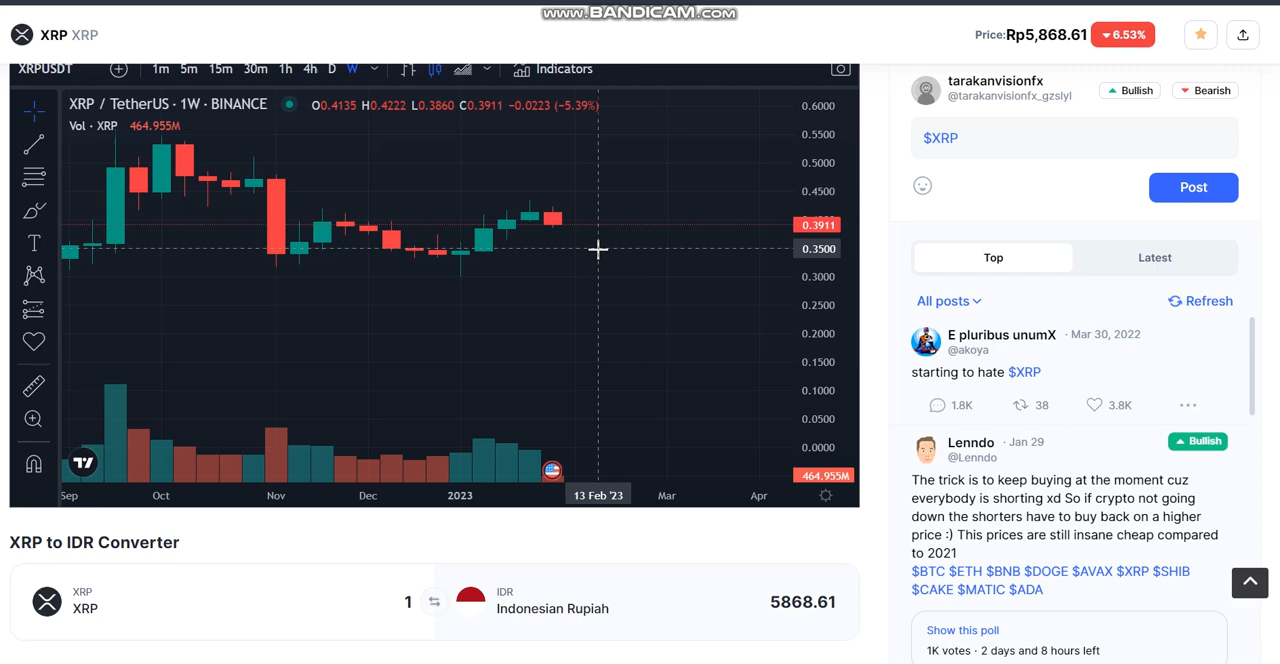 www.BANDICAM.com
XRP XRP
Price:Rp5,868.61 6.53%
XRPUSDT 1m 5m 15m 30m 1h 4h D W Indicators
XRP / TetherUS · 1W · BINANCE O0.4135 H0.4222 L0.3860 C0.3911 −0.0223 (−5.39%)
Vol · XRP 464.955M
0.6000
0.5500
0.5000
0.4500
0.3911
0.3500
0.3000
0.2500
0.2000
0.1500
0.1000
0.0500
0.0000
464.955M
Sep Oct Nov Dec 2023 13 Feb '23 Mar Apr
XRP to IDR Converter
XRP
XRP
1
IDR
Indonesian Rupiah
5868.61
tarakanvisionfx
@tarakanvisionfx_gzslyl
Bullish Bearish
$XRP
Post
Top Latest
All posts Refresh
E pluribus unumX · Mar 30, 2022
@akoya
starting to hate $XRP
1.8K 38 3.8K
Lenndo · Jan 29
@Lenndo
Bullish
The trick is to keep buying at the moment cuz
everybody is shorting xd So if crypto not going
down the shorters have to buy back on a higher
price :) This prices are still insane cheap compared
to 2021
$BTC $ETH $BNB $DOGE $AVAX $XRP $SHIB
$CAKE $MATIC $ADA
Show this poll
1K votes · 2 days and 8 hours left